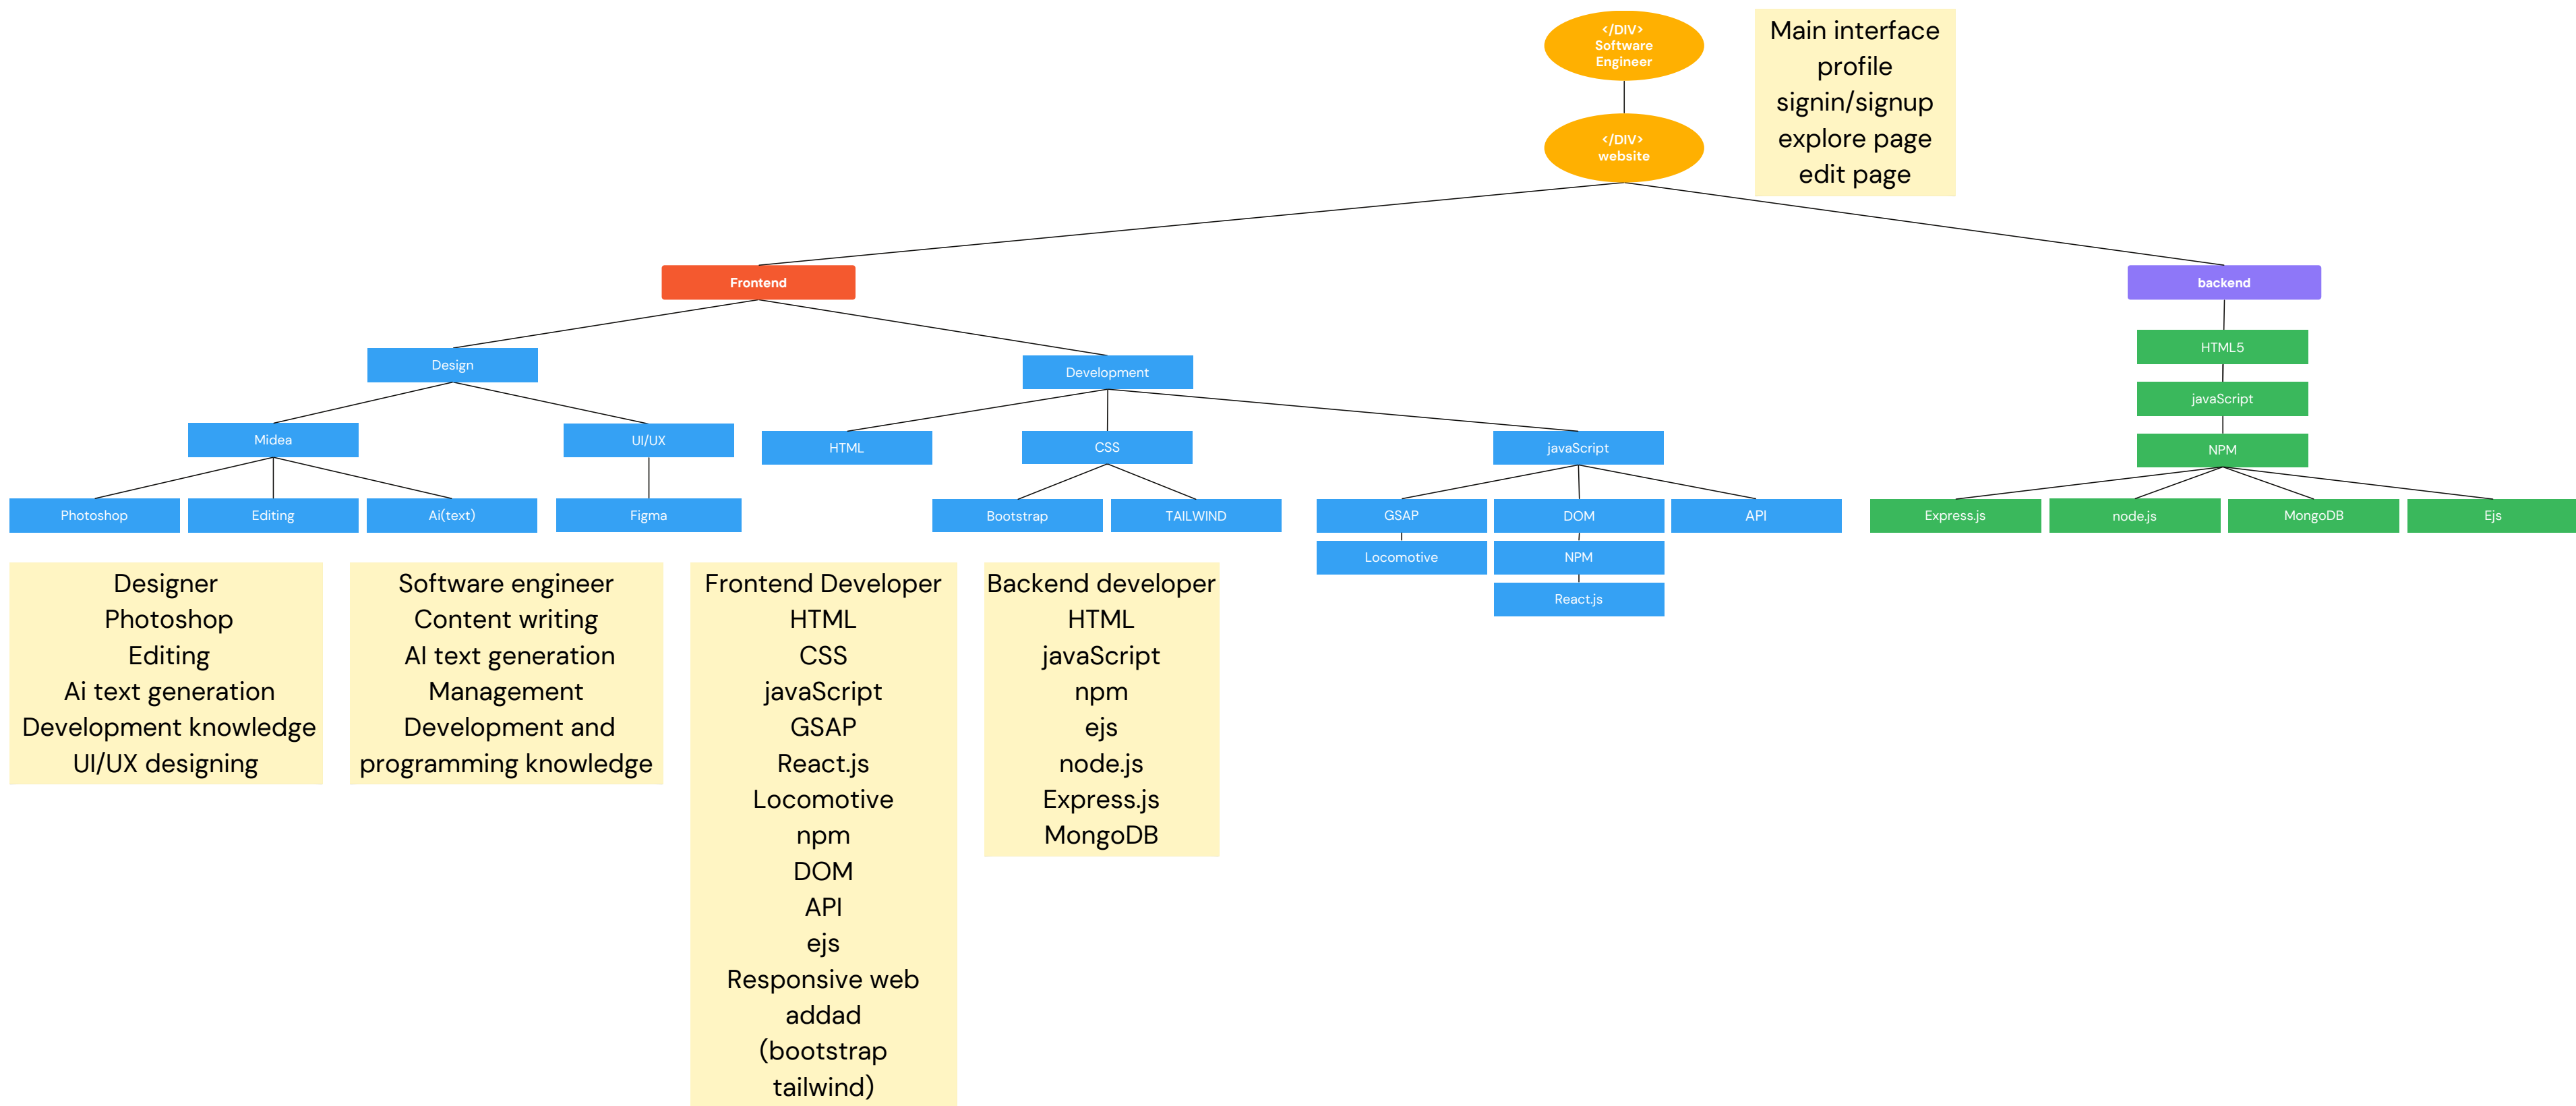 </DIV>
Software
Engineer
</DIV>
website
Main interface
profile
signin/signup
explore page
edit page
Frontend
backend
Design
Development
HTML5
javaScript
NPM
Midea
UI/UX
HTML
CSS
javaScript
Photoshop
Editing
Ai(text)
Figma
Bootstrap
TAILWIND
GSAP
DOM
API
Express.js
node.js
MongoDB
Ejs
Locomotive
NPM
React.js
Designer
Photoshop
Editing
Ai text generation
Development knowledge
UI/UX designing
Software engineer
Content writing
AI text generation
Management
Development and
programming knowledge
Frontend Developer
HTML
CSS
javaScript
GSAP
React.js
Locomotive
npm
DOM
API
ejs
Responsive web
addad
(bootstrap
tailwind)
Backend developer
HTML
javaScript
npm
ejs
node.js
Express.js
MongoDB